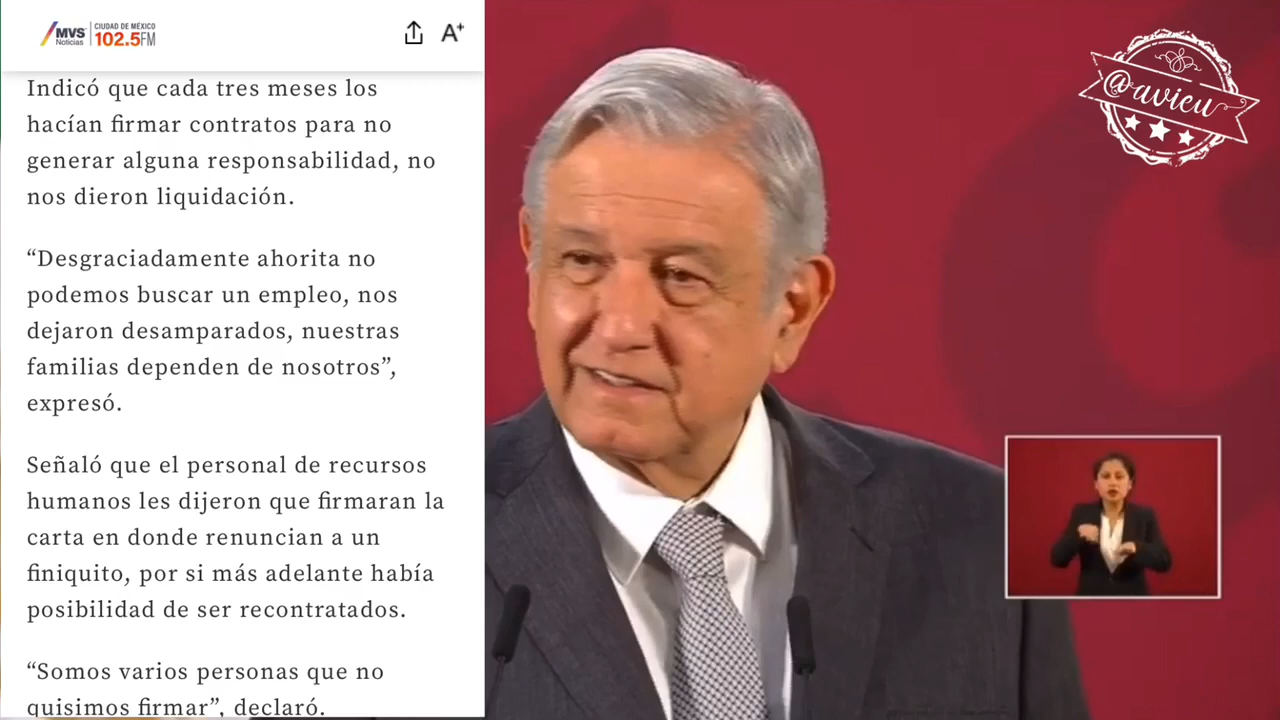 MVS
Noticias
CIUDAD DE MÉXICO
102.5FM
A+
Indicó que cada tres meses los
hacían firmar contratos para no
generar alguna responsabilidad, no
nos dieron liquidación.
“Desgraciadamente ahorita no
podemos buscar un empleo, nos
dejaron desamparados, nuestras
familias dependen de nosotros”,
expresó.
Señaló que el personal de recursos
humanos les dijeron que firmaran la
carta en donde renuncian a un
finiquito, por si más adelante había
posibilidad de ser recontratados.
“Somos varios personas que no
quisimos firmar”, declaró.
@avieu